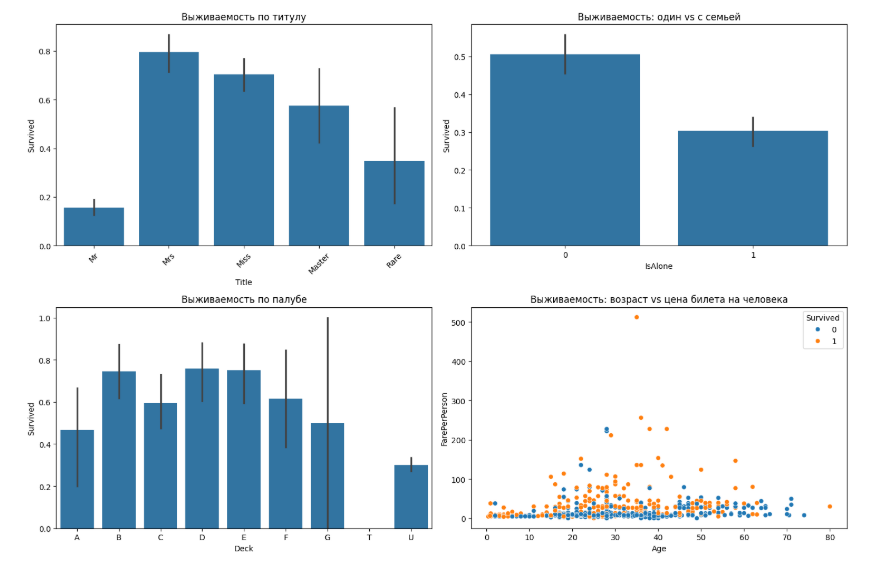 Выживаемость по титулу
Survived
0.8
0.6
0.4
0.2
0.0
Mr
Mrs
Miss
Master
Rare
Title
Выживаемость: один vs с семьей
Survived
0.5
0.4
0.3
0.2
0.1
0.0
0
1
IsAlone
Выживаемость по палубе
Survived
1.0
0.8
0.6
0.4
0.2
0.0
A
B
C
D
E
F
G
T
U
Deck
Выживаемость: возраст vs цена билета на человека
FarePerPerson
500
400
300
200
100
0
Survived
0
1
0
10
20
30
40
50
60
70
80
Age